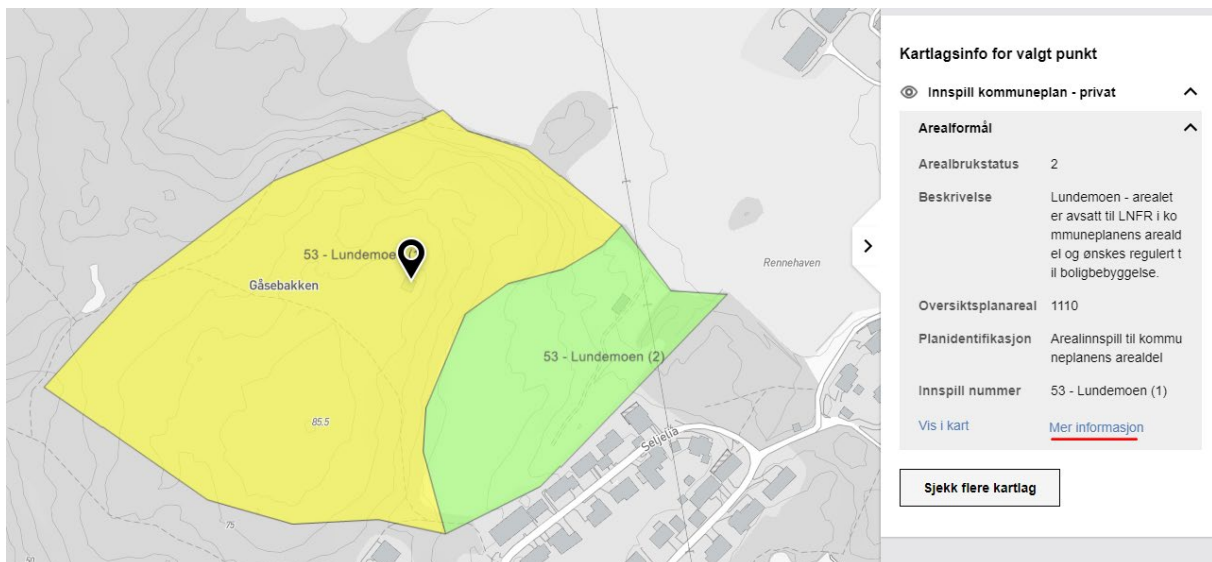 53 - Lundemoen (
Gåsebakken
Rennehaven
53 - Lundemoen (2)
85.5
Seljelia
75
50
Kartlagsinfo for valgt punkt
Innspill kommuneplan - privat
Arealformål
Arealbrukstatus 2
Beskrivelse Lundemoen - arealet
er avsatt til LNFR i ko
mmuneplanens areald
el og ønskes regulert t
il boligbebyggelse.
Oversiktsplanareal 1110
Planidentifikasjon Arealinnspill til kommu
neplanens arealdel
Innspill nummer 53 - Lundemoen (1)
Vis i kart Mer informasjon
Sjekk flere kartlag